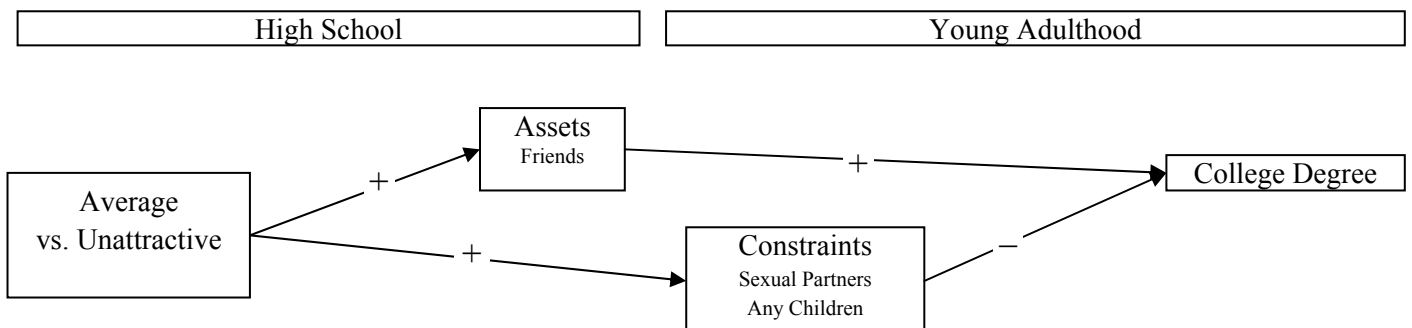 High School
Young Adulthood
Assets
Friends
+
+
College Degree
Average
vs. Unattractive
+
−
Constraints
Sexual Partners
Any Children